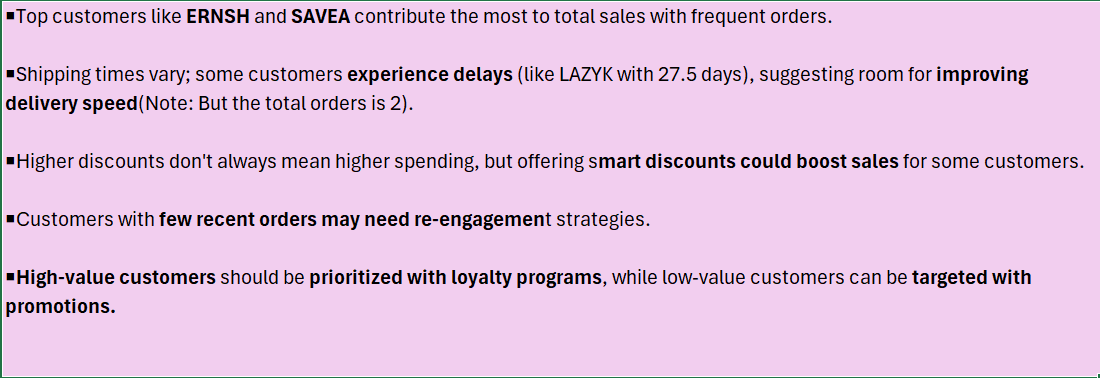 ▪Top customers like ERNSH and SAVEA contribute the most to total sales with frequent orders.
▪Shipping times vary; some customers experience delays (like LAZYK with 27.5 days), suggesting room for improving
delivery speed(Note: But the total orders is 2).
▪Higher discounts don't always mean higher spending, but offering smart discounts could boost sales for some customers.
▪Customers with few recent orders may need re-engagement strategies.
▪High-value customers should be prioritized with loyalty programs, while low-value customers can be targeted with
promotions.